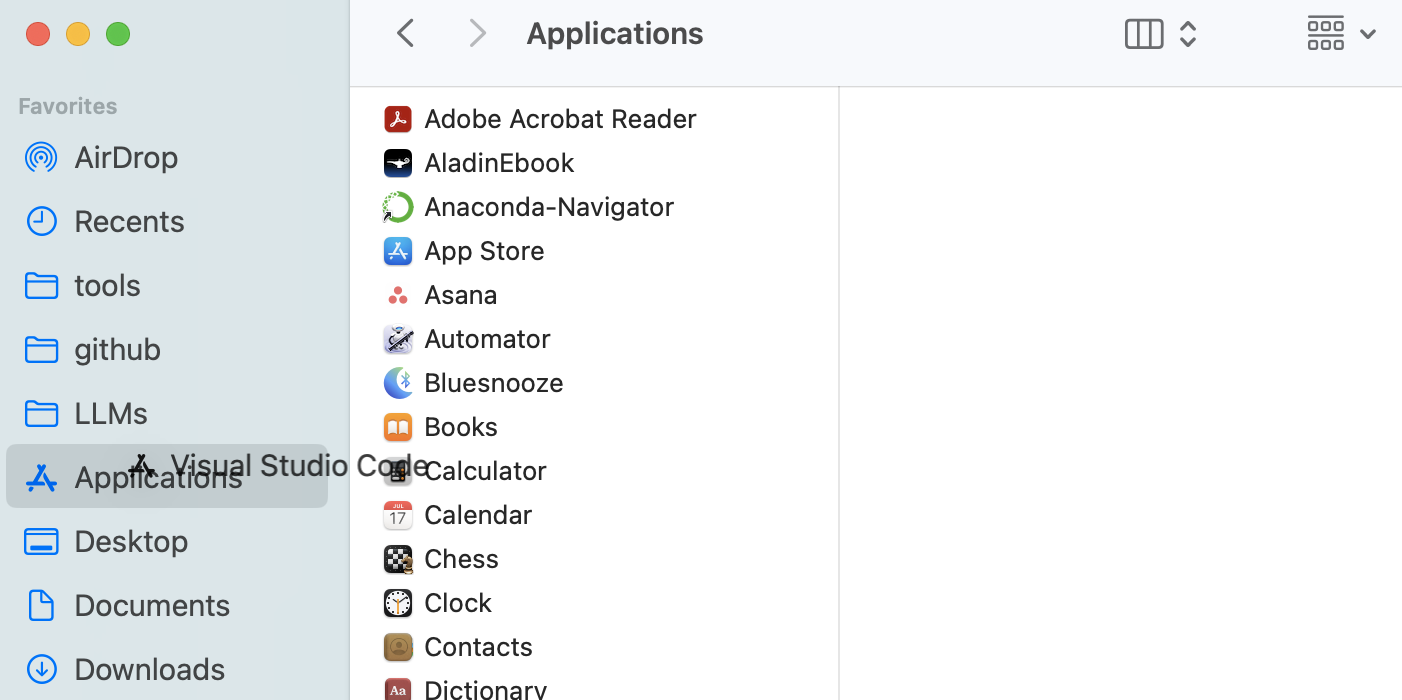 Applications
Favorites
AirDrop
Recents
tools
github
LLMs
Applications
Visual Studio Code
Desktop
Documents
Downloads
Adobe Acrobat Reader
AladinEbook
Anaconda-Navigator
App Store
Asana
Automator
Bluesnooze
Books
Calculator
JUL
17
Calendar
Chess
Clock
Contacts
Aa
Dictionary